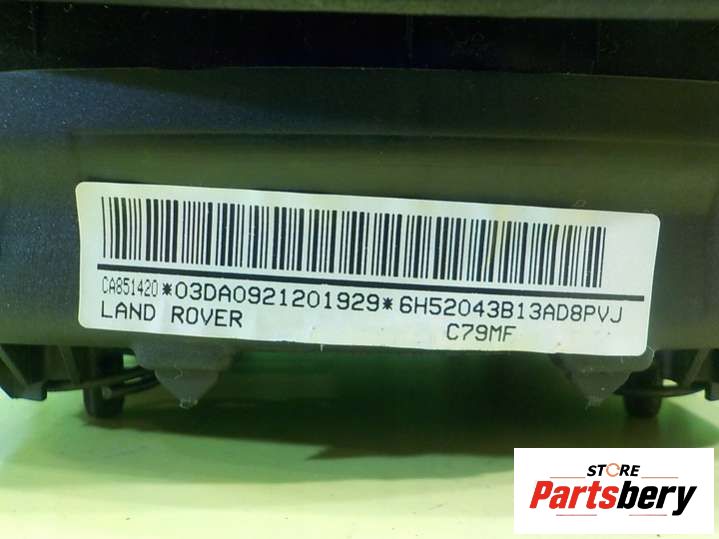 CA851420*03DA0921201929*6H52043B13AD8PVJ
LAND ROVER C79MF
STORE
Partsbery